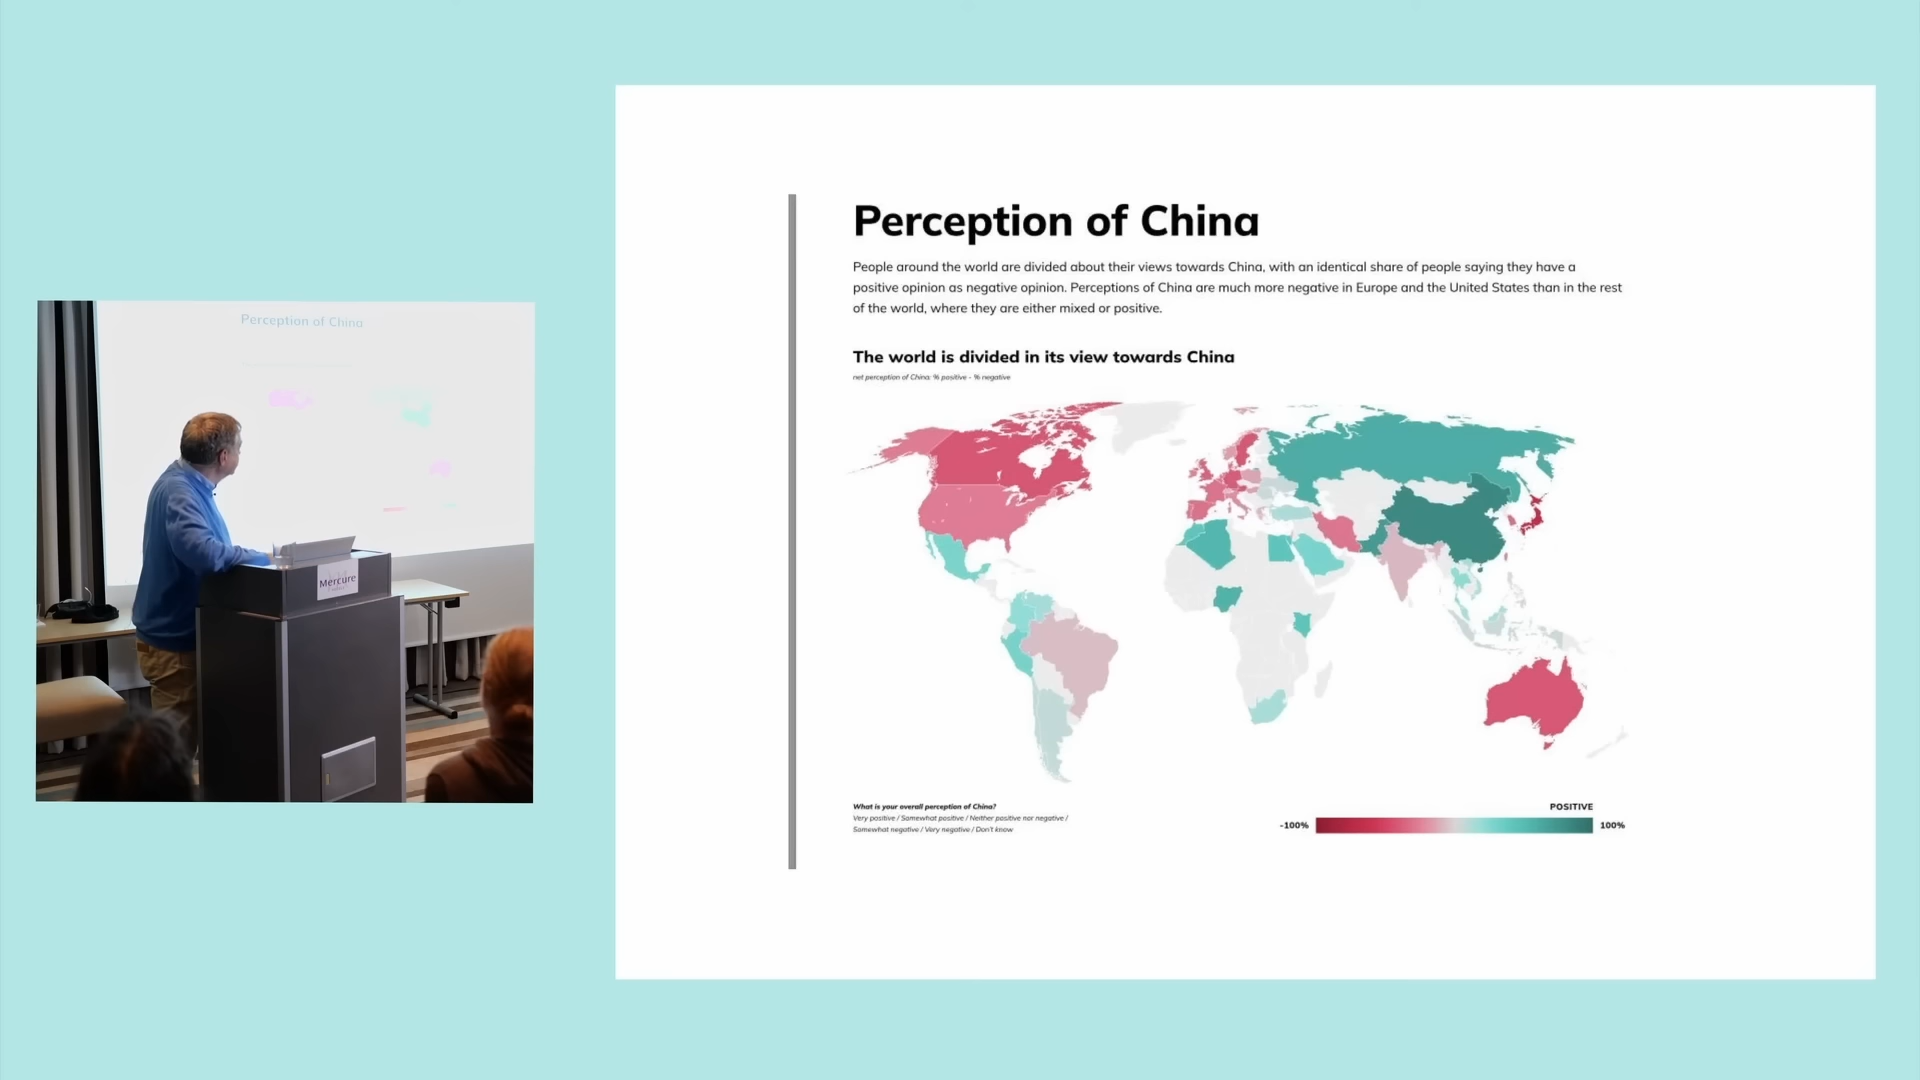 Perception of China
Mercure
Perception of China
People around the world are divided about their views towards China, with an identical share of people saying they have a
positive opinion as negative opinion. Perceptions of China are much more negative in Europe and the United States than in the rest
of the world, where they are either mixed or positive.
The world is divided in its view towards China
net perception of China: % positive - % negative
What is your overall perception of China?
Very positive / Somewhat positive / Neither positive nor negative /
Somewhat negative / Very negative / Don't know
POSITIVE
-100% 100%